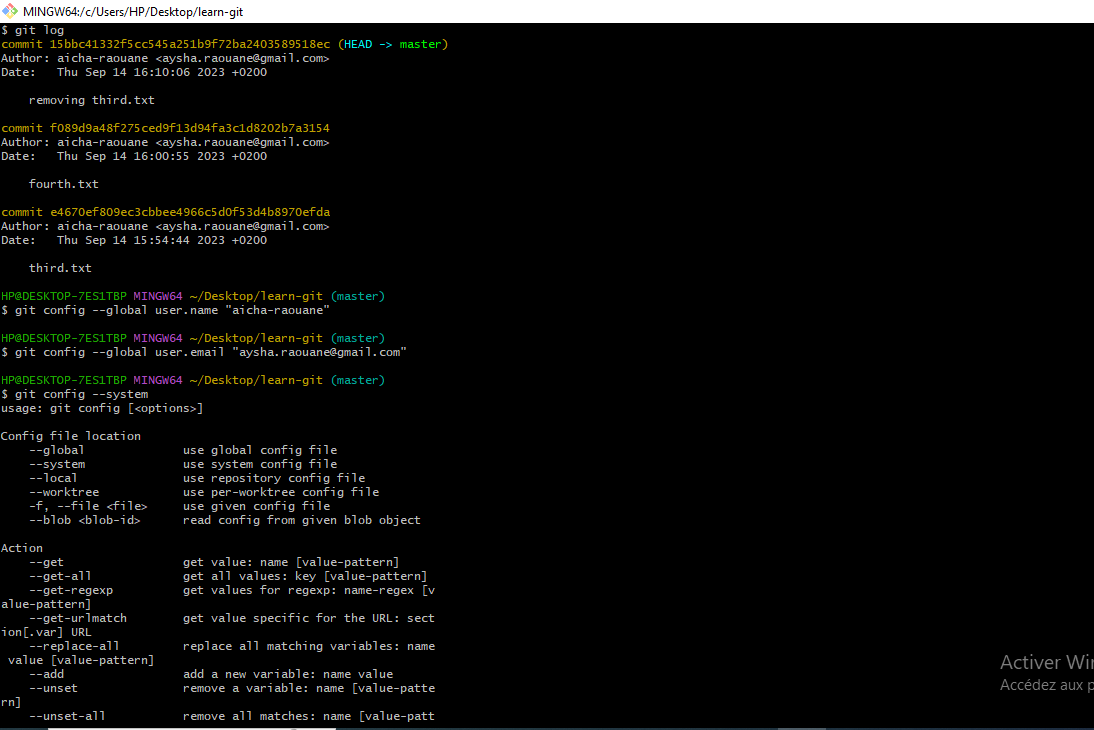 MINGW64:/c/Users/HP/Desktop/learn-git
$ git log
commit 15bbc41332f5cc545a251b9f72ba2403589518ec (HEAD -> master)
Author: aicha-raouane <aysha.raouane@gmail.com>
Date:   Thu Sep 14 16:10:06 2023 +0200
    removing third.txt
commit f089d9a48f275ced9f13d94fa3c1d8202b7a3154
Author: aicha-raouane <aysha.raouane@gmail.com>
Date:   Thu Sep 14 16:00:55 2023 +0200
    fourth.txt
commit e4670ef809ec3cbbee4966c5d0f53d4b8970efda
Author: aicha-raouane <aysha.raouane@gmail.com>
Date:   Thu Sep 14 15:54:44 2023 +0200
    third.txt
HP@DESKTOP-7ES1TBP MINGW64 ~/Desktop/learn-git (master)
$ git config --global user.name "aicha-raouane"
HP@DESKTOP-7ES1TBP MINGW64 ~/Desktop/learn-git (master)
$ git config --global user.email "aysha.raouane@gmail.com"
HP@DESKTOP-7ES1TBP MINGW64 ~/Desktop/learn-git (master)
$ git config --system
usage: git config [<options>]
Config file location
    --global              use global config file
    --system              use system config file
    --local               use repository config file
    --worktree            use per-worktree config file
    -f, --file <file>     use given config file
    --blob <blob-id>      read config from given blob object
Action
    --get                 get value: name [value-pattern]
    --get-all             get all values: key [value-pattern]
    --get-regexp          get values for regexp: name-regex [v
alue-pattern]
    --get-urlmatch        get value specific for the URL: sect
ion[.var] URL
    --replace-all         replace all matching variables: name
 value [value-pattern]
    --add                 add a new variable: name value
    --unset               remove a variable: name [value-patte
rn]
    --unset-all           remove all matches: name [value-patt
Activer Win
Accédez aux p